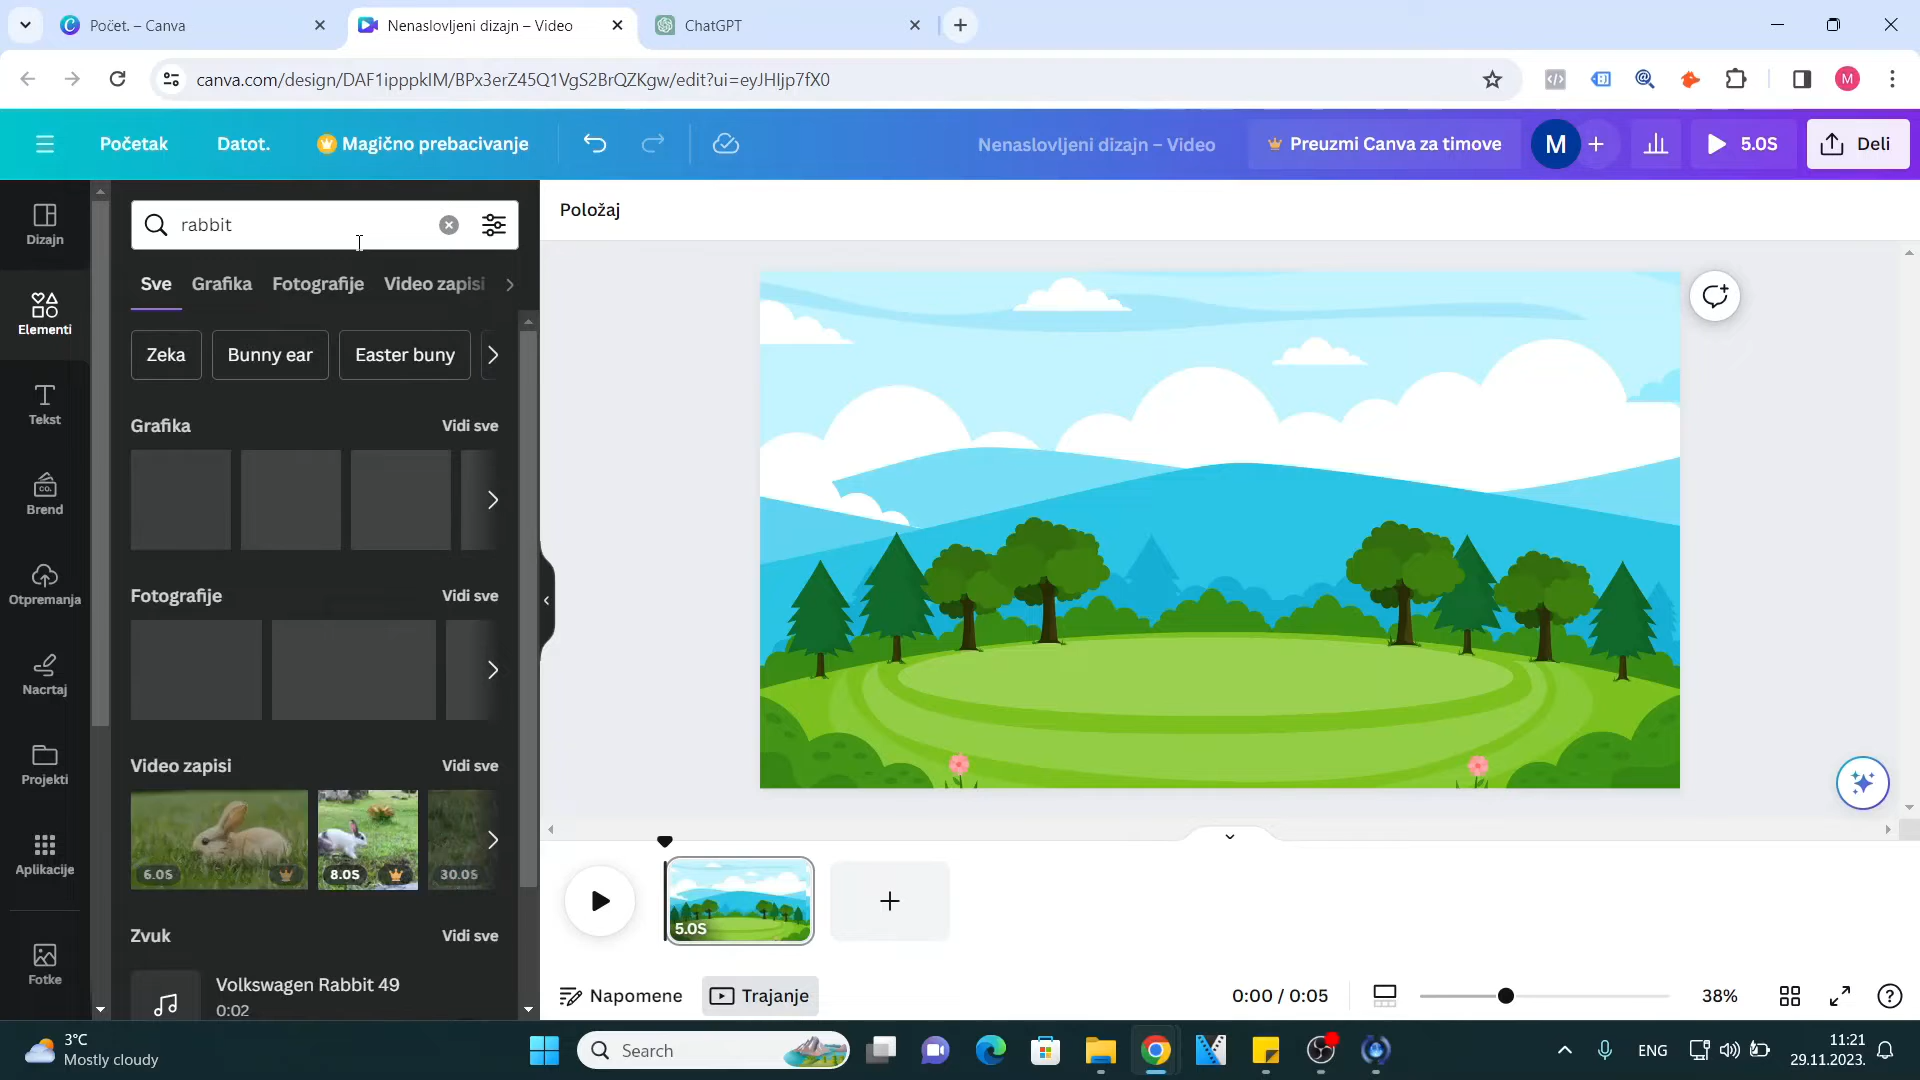 Počet. – Canva
Nenaslovljeni dizajn – Video
ChatGPT
canva.com/design/DAF1ipppkIM/BPx3erZ45Q1VgS2BrQZKgw/edit?ui=eyJHIjp7fX0
M
Početak
Datot.
Magično prebacivanje
Nenaslovljeni dizajn – Video
Preuzmi Canva za timove
M
5.0S
Deli
Dizajn
Elementi
Tekst
Brend
Otpremanja
Nacrtaj
Projekti
Aplikacije
Fotke
rabbit
Sve
Grafika
Fotografije
Video zapisi
Zeka
Bunny ear
Easter buny
Grafika
Vidi sve
Fotografije
Vidi sve
Video zapisi
Vidi sve
6.0S
8.0S
30.0S
Zvuk
Vidi sve
Volkswagen Rabbit 49
0:02
Položaj
5.0S
Napomene
Trajanje
0:00 / 0:05
38%
3°C
Mostly cloudy
Search
ENG
11:21
29.11.2023.